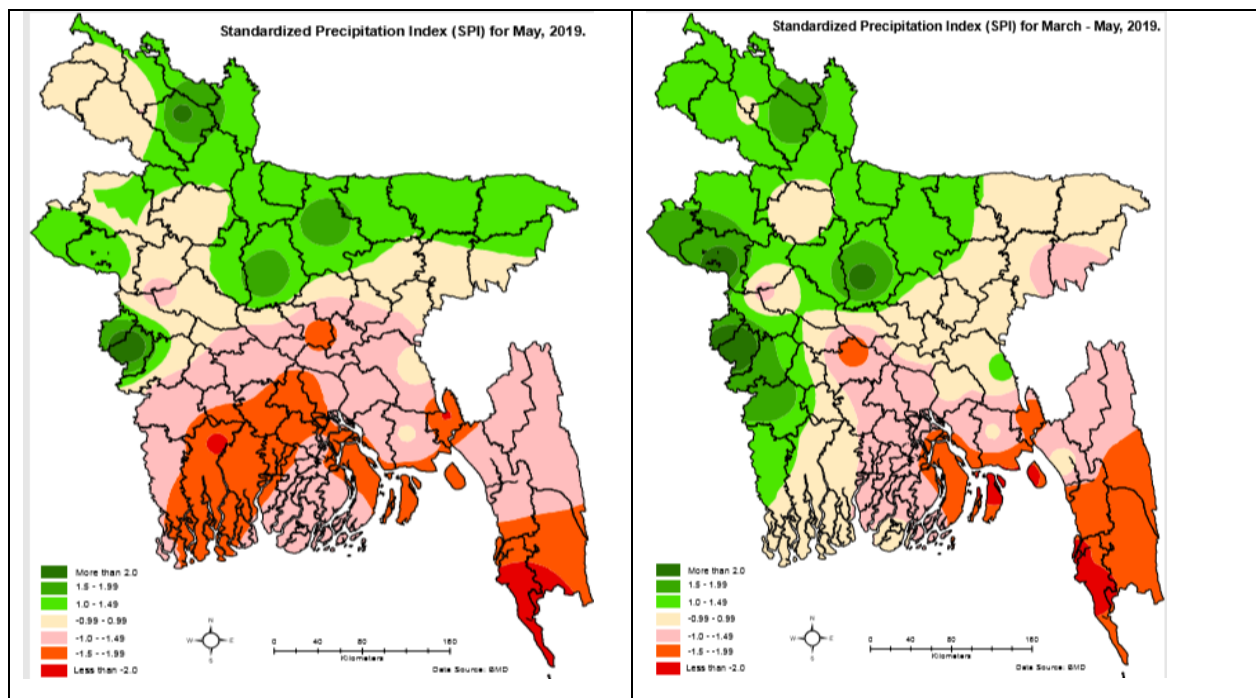 Standardized Precipitation Index (SPI) for May, 2019.
More than 2.0
1.5 - 1.99
1.0 - 1.49
-0.99 - 0.99
-1.0 - -1.49
-1.5 - -1.99
Less than -2.0
N
W E
S
0 40 80 160
Kilometers
Data Source: BMD
Standardized Precipitation Index (SPI) for March - May, 2019.
More than 2.0
1.5 - 1.99
1.0 - 1.49
-0.99 - 0.99
-1.0 - -1.49
-1.5 - -1.99
Less than -2.0
N
W E
S
0 40 80 160
Kilometers
Data Source: BMD